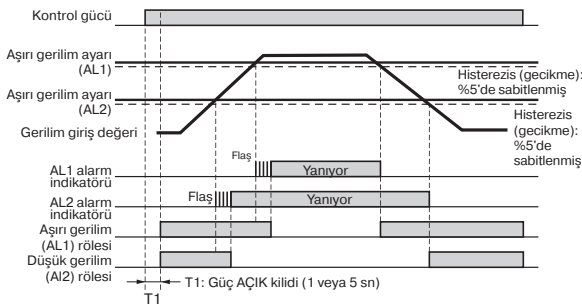 Kontrol gücü
Aşırı gerilim ayarı
(AL1)
Histerezis (gecikme):
%5'de sabitlenmiş
Aşırı gerilim ayarı
(AL2)
Histerezis
(gecikme):
%5'de
sabitlenmiş
Gerilim giriş değeri
Flaş
AL1 alarm
indikatörü
Yanıyor
Flaş
AL2 alarm
indikatörü
Yanıyor
Aşırı gerilim
(AL1) rölesi
Düşük gerilim
(Al2) rölesi
T1: Güç AÇIK kilidi (1 veya 5 sn)
T1